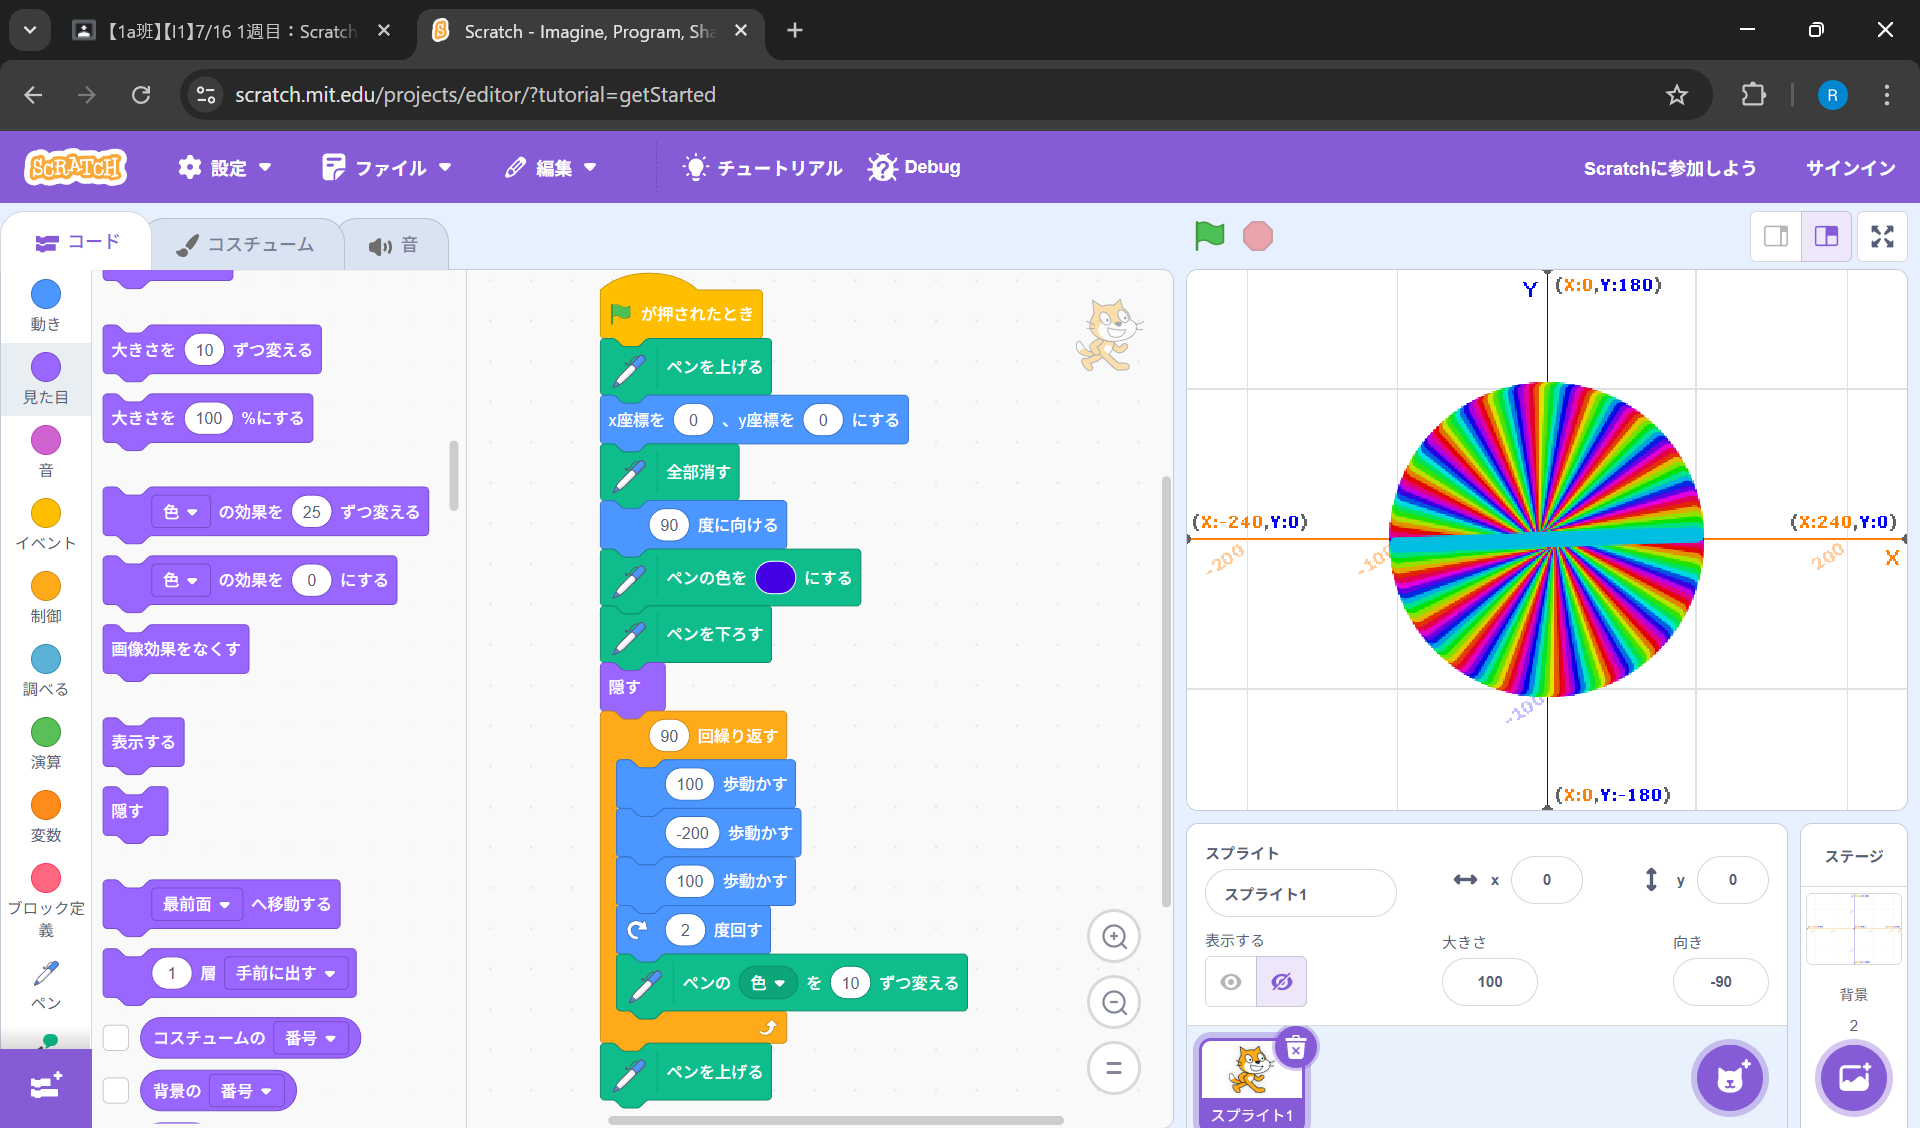 【1a班】【I1】7/16 1週目：Scratch
Scratch - Imagine, Program, Sha
scratch.mit.edu/projects/editor/?tutorial=getStarted
R
SCRATCH
設定
ファイル
編集
チュートリアル
Debug
Scratchに参加しよう
サインイン
コード
コスチューム
音
動き
見た目
音
イベント
制御
調べる
演算
変数
ブロック定義
ペン
大きさを 10 ずつ変える
大きさを 100 %にする
色 の効果を 25 ずつ変える
色 の効果を 0 にする
画像効果をなくす
表示する
隠す
最前面 へ移動する
1 層 手前に出す
コスチュームの 番号
背景の 番号
が押されたとき
ペンを上げる
x座標を 0 、y座標を 0 にする
全部消す
90 度に向ける
ペンの色を にする
ペンを下ろす
隠す
90 回繰り返す
100 歩動かす
-200 歩動かす
100 歩動かす
2 度回す
ペンの 色 を 10 ずつ変える
ペンを上げる
Y (X:0,Y:180)
(X:-240,Y:0)
(X:240,Y:0)
-200
-100
200
X
-100
(X:0,Y:-180)
スプライト
スプライト1
x 0
y 0
表示する
大きさ
100
向き
-90
スプライト1
ステージ
背景
2